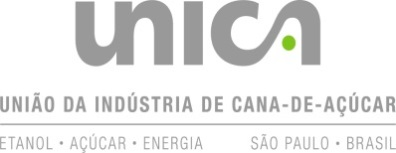 unica
UNIÃO DA INDÚSTRIA DE CANA-DE-AÇÚCAR
ETANOL • AÇÚCAR • ENERGIA SÃO PAULO • BRASIL